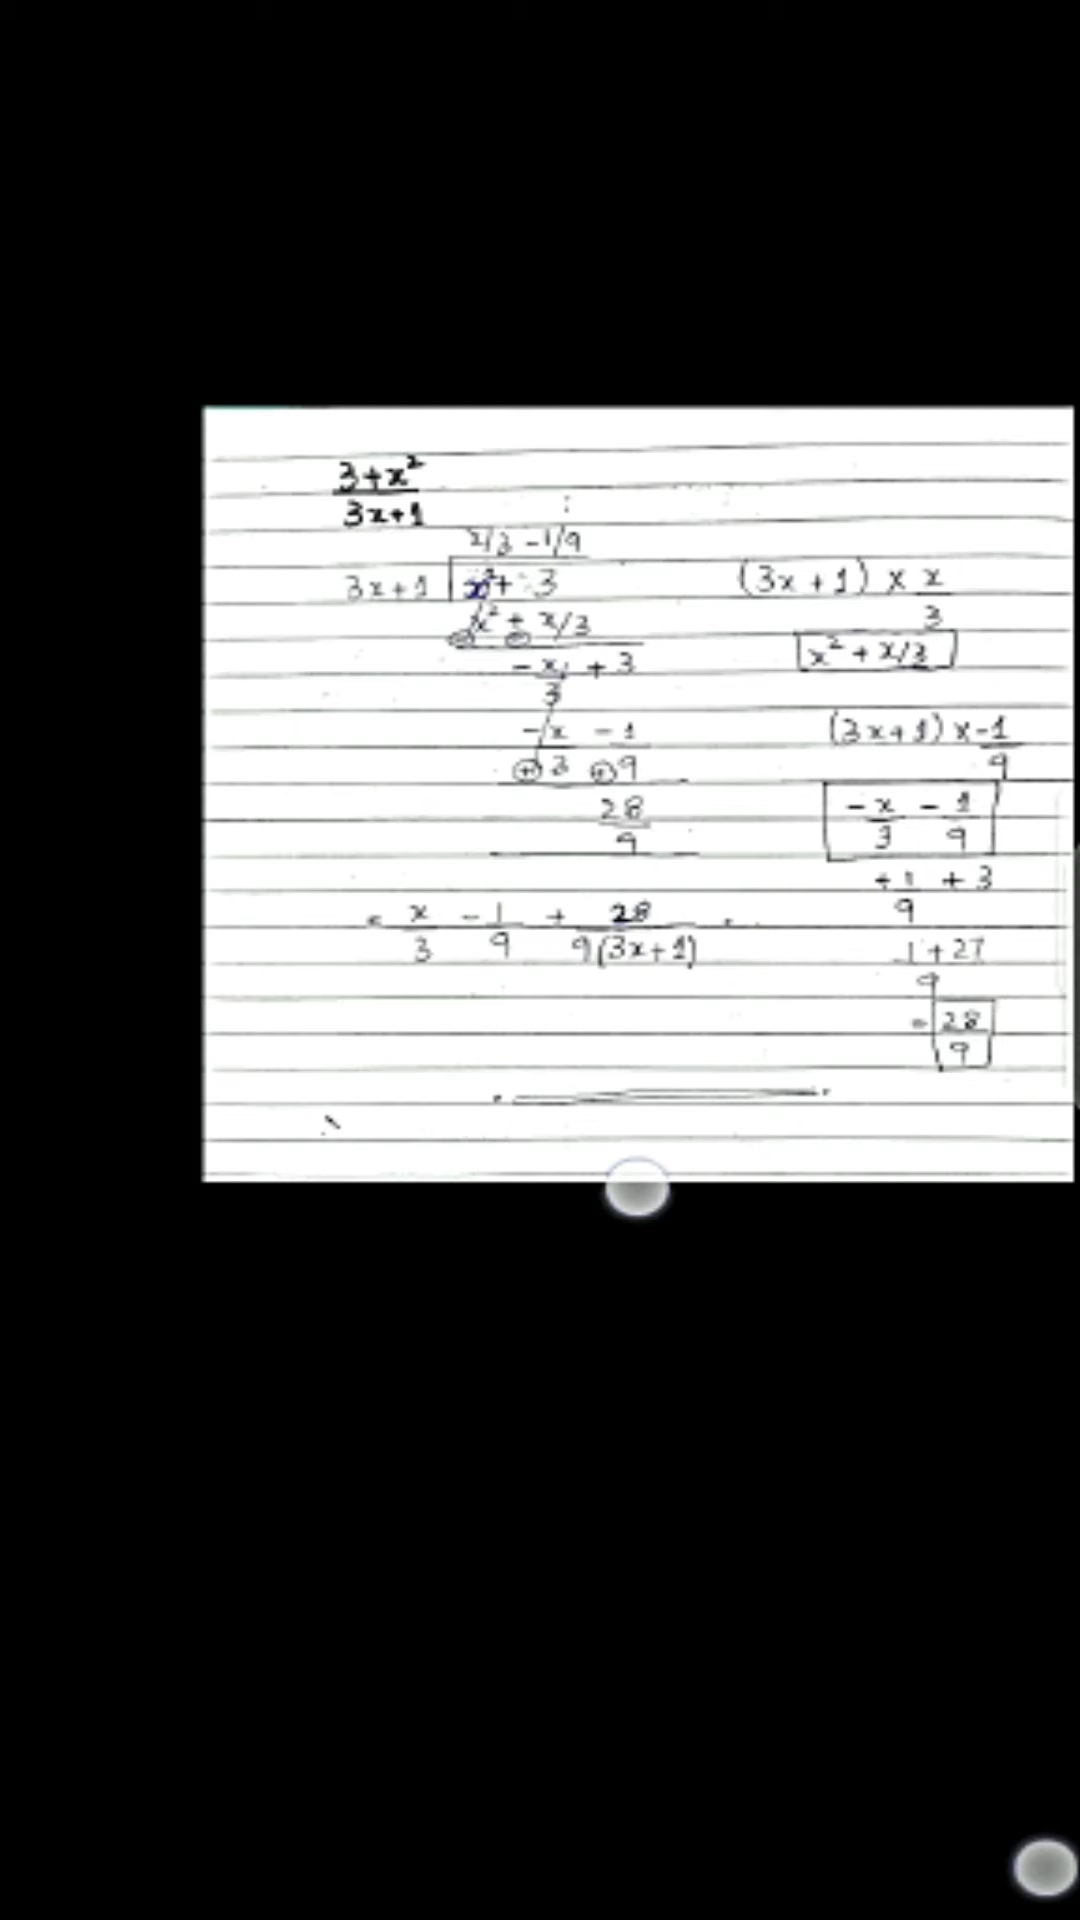 3+x²
3x+1
x/3 -1/9
3x+1 x²+ 3
(3x+1) × x
3
x² + x/3
x² + x/3
-x + 3
3
-x -1
3 9
(3x+1) x-1
9
28
9
-x - 1
3 9
+1 +3
9
= x - 1 + 28
3 9 9(3x+1)
1+27
9
= 28
9